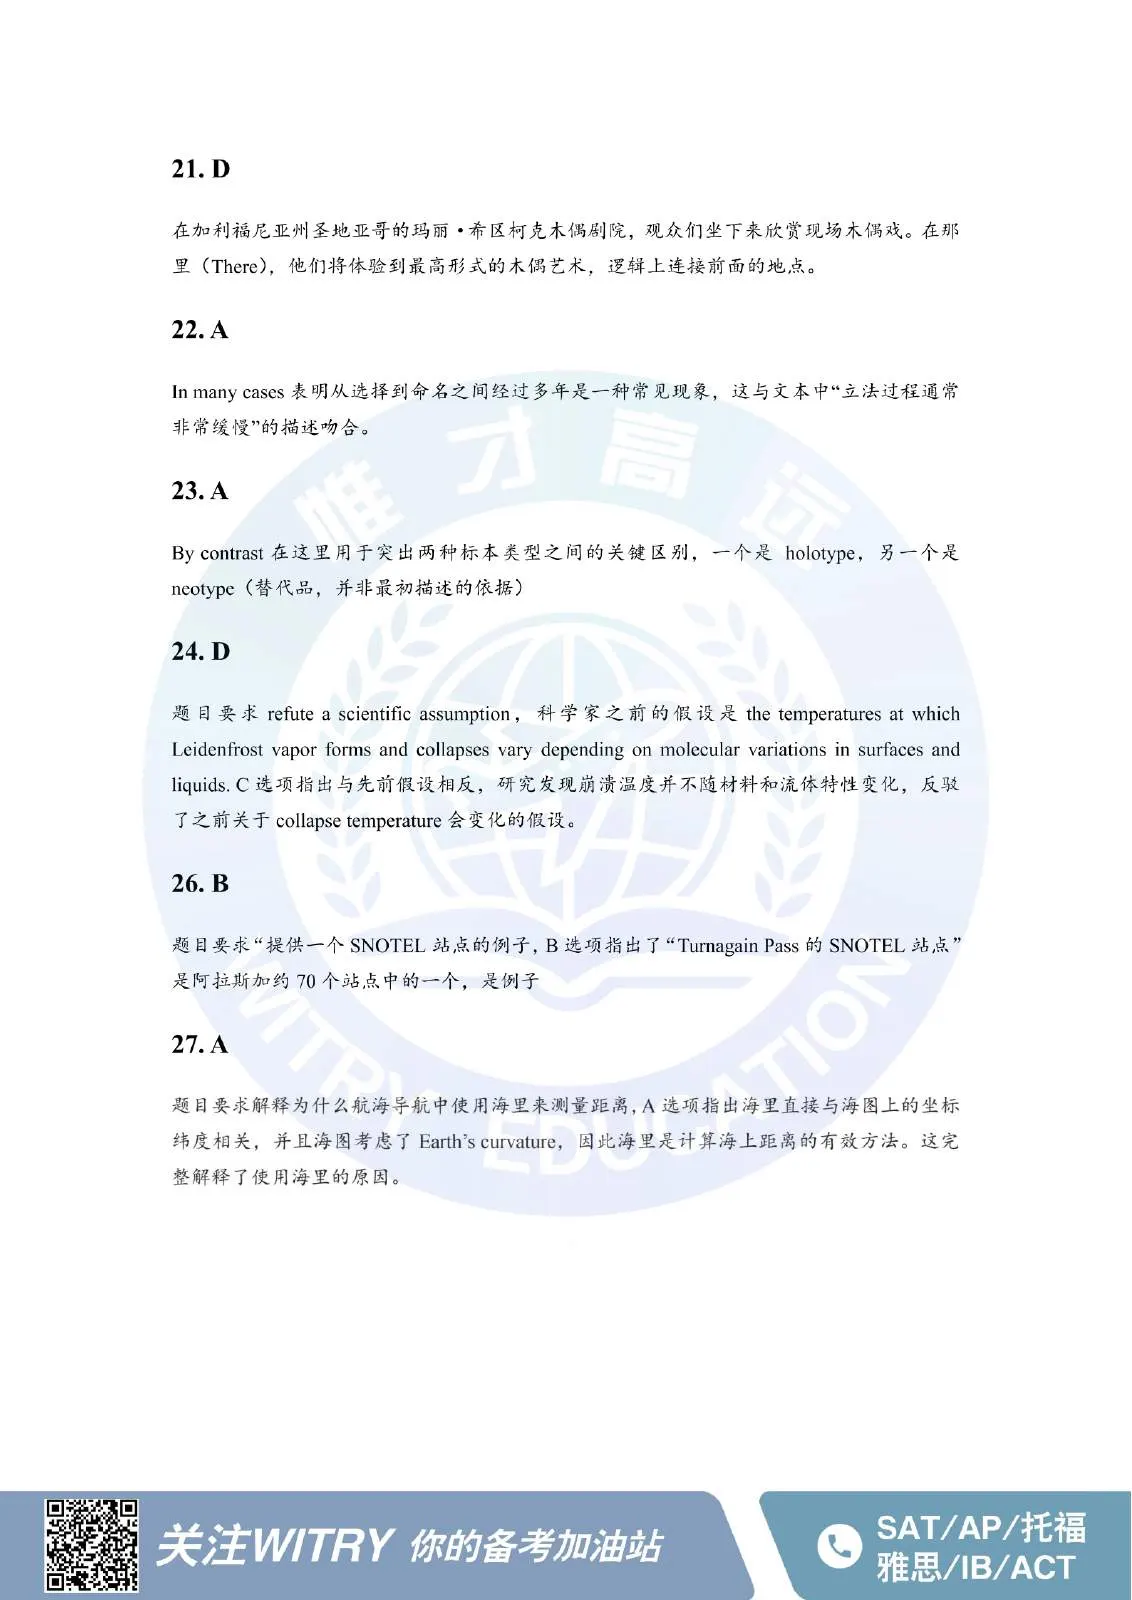 21. D
在加利福尼亚州圣地亚哥的玛丽·希区柯克木偶剧院，观众们坐下来欣赏现场木偶戏。在那
里（There），他们将体验到最高形式的木偶艺术，逻辑上连接前面的地点。
22. A
In many cases 表明从选择到命名之间经过多年是一种常见现象，这与文本中“立法过程通常
非常缓慢”的描述吻合。
23. A
By contrast 在这里用于突出两种标本类型之间的关键区别，一个是 holotype，另一个是
neotype（替代品，并非最初描述的依据）
24. D
题目要求 refute a scientific assumption，科学家之前的假设是 the temperatures at which
Leidenfrost vapor forms and collapses vary depending on molecular variations in surfaces and
liquids. C 选项指出与先前假设相反，研究发现崩溃温度并不随材料和流体特性变化，反驳
了之前关于 collapse temperature 会变化的假设。
26. B
题目要求“提供一个 SNOTEL 站点的例子, B 选项指出了“Turnagain Pass 的 SNOTEL 站点”
是阿拉斯加约 70 个站点中的一个，是例子
27. A
题目要求解释为什么航海导航中使用海里来测量距离, A 选项指出海里直接与海图上的坐标
纬度相关，并且海图考虑了 Earth’s curvature，因此海里是计算海上距离的有效方法。这完
整解释了使用海里的原因。
惟才高远
WITRY EDUCATION
关注WITRY 你的备考加油站
SAT/AP/托福
雅思/IB/ACT